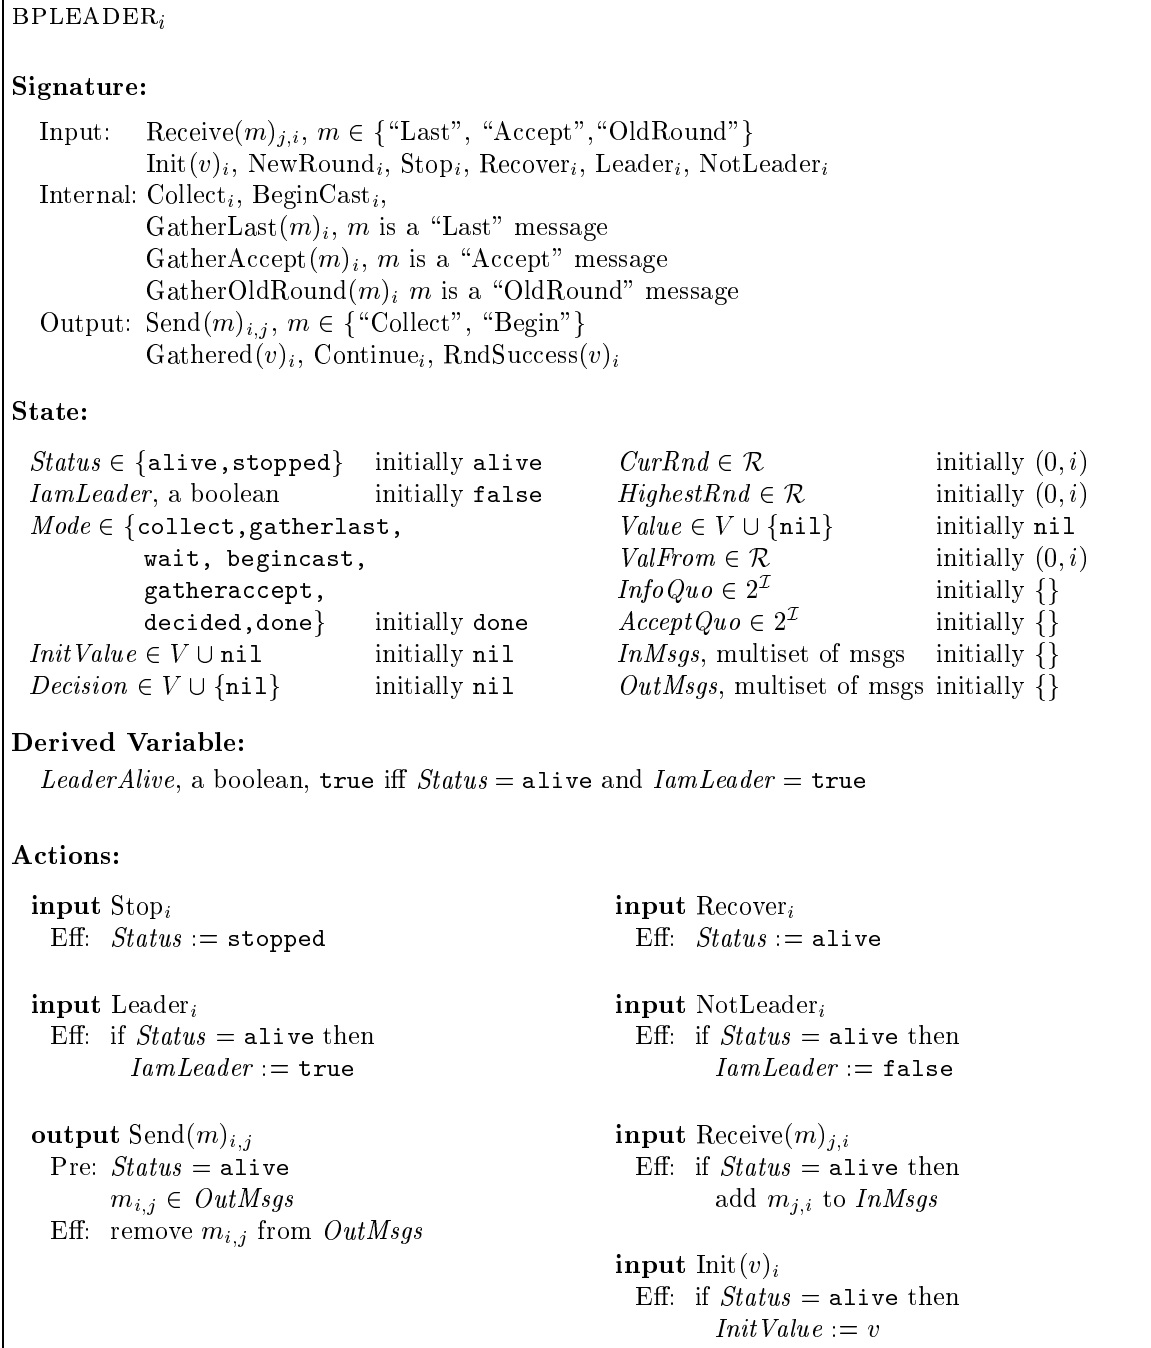 BPLEADER_i
Signature:
Input: Receive(m)_{j,i}, m ∈ {“Last”, “Accept”,“OldRound”}
Init(v)_i, NewRound_i, Stop_i, Recover_i, Leader_i, NotLeader_i
Internal: Collect_i, BeginCast_i,
GatherLast(m)_i, m is a “Last” message
GatherAccept(m)_i, m is a “Accept” message
GatherOldRound(m)_i m is a “OldRound” message
Output: Send(m)_{i,j}, m ∈ {“Collect”, “Begin”}
Gathered(v)_i, Continue_i, RndSuccess(v)_i
State:
Status ∈ {alive,stopped} initially alive CurRnd ∈ R initially (0, i)
IamLeader, a boolean initially false HighestRnd ∈ R initially (0, i)
Mode ∈ {collect,gatherlast, Value ∈ V ∪ {nil} initially nil
wait, begincast, ValFrom ∈ R initially (0, i)
gatheraccept, InfoQuo ∈ 2^I initially {}
decided,done} initially done AcceptQuo ∈ 2^I initially {}
InitValue ∈ V ∪ nil initially nil InMsgs, multiset of msgs initially {}
Decision ∈ V ∪ {nil} initially nil OutMsgs, multiset of msgs initially {}
Derived Variable:
LeaderAlive, a boolean, true iff Status = alive and IamLeader = true
Actions:
input Stop_i
Eff: Status := stopped
input Recover_i
Eff: Status := alive
input Leader_i
Eff: if Status = alive then
IamLeader := true
input NotLeader_i
Eff: if Status = alive then
IamLeader := false
output Send(m)_{i,j}
Pre: Status = alive
m_{i,j} ∈ OutMsgs
Eff: remove m_{i,j} from OutMsgs
input Receive(m)_{j,i}
Eff: if Status = alive then
add m_{j,i} to InMsgs
input Init(v)_i
Eff: if Status = alive then
InitValue := v